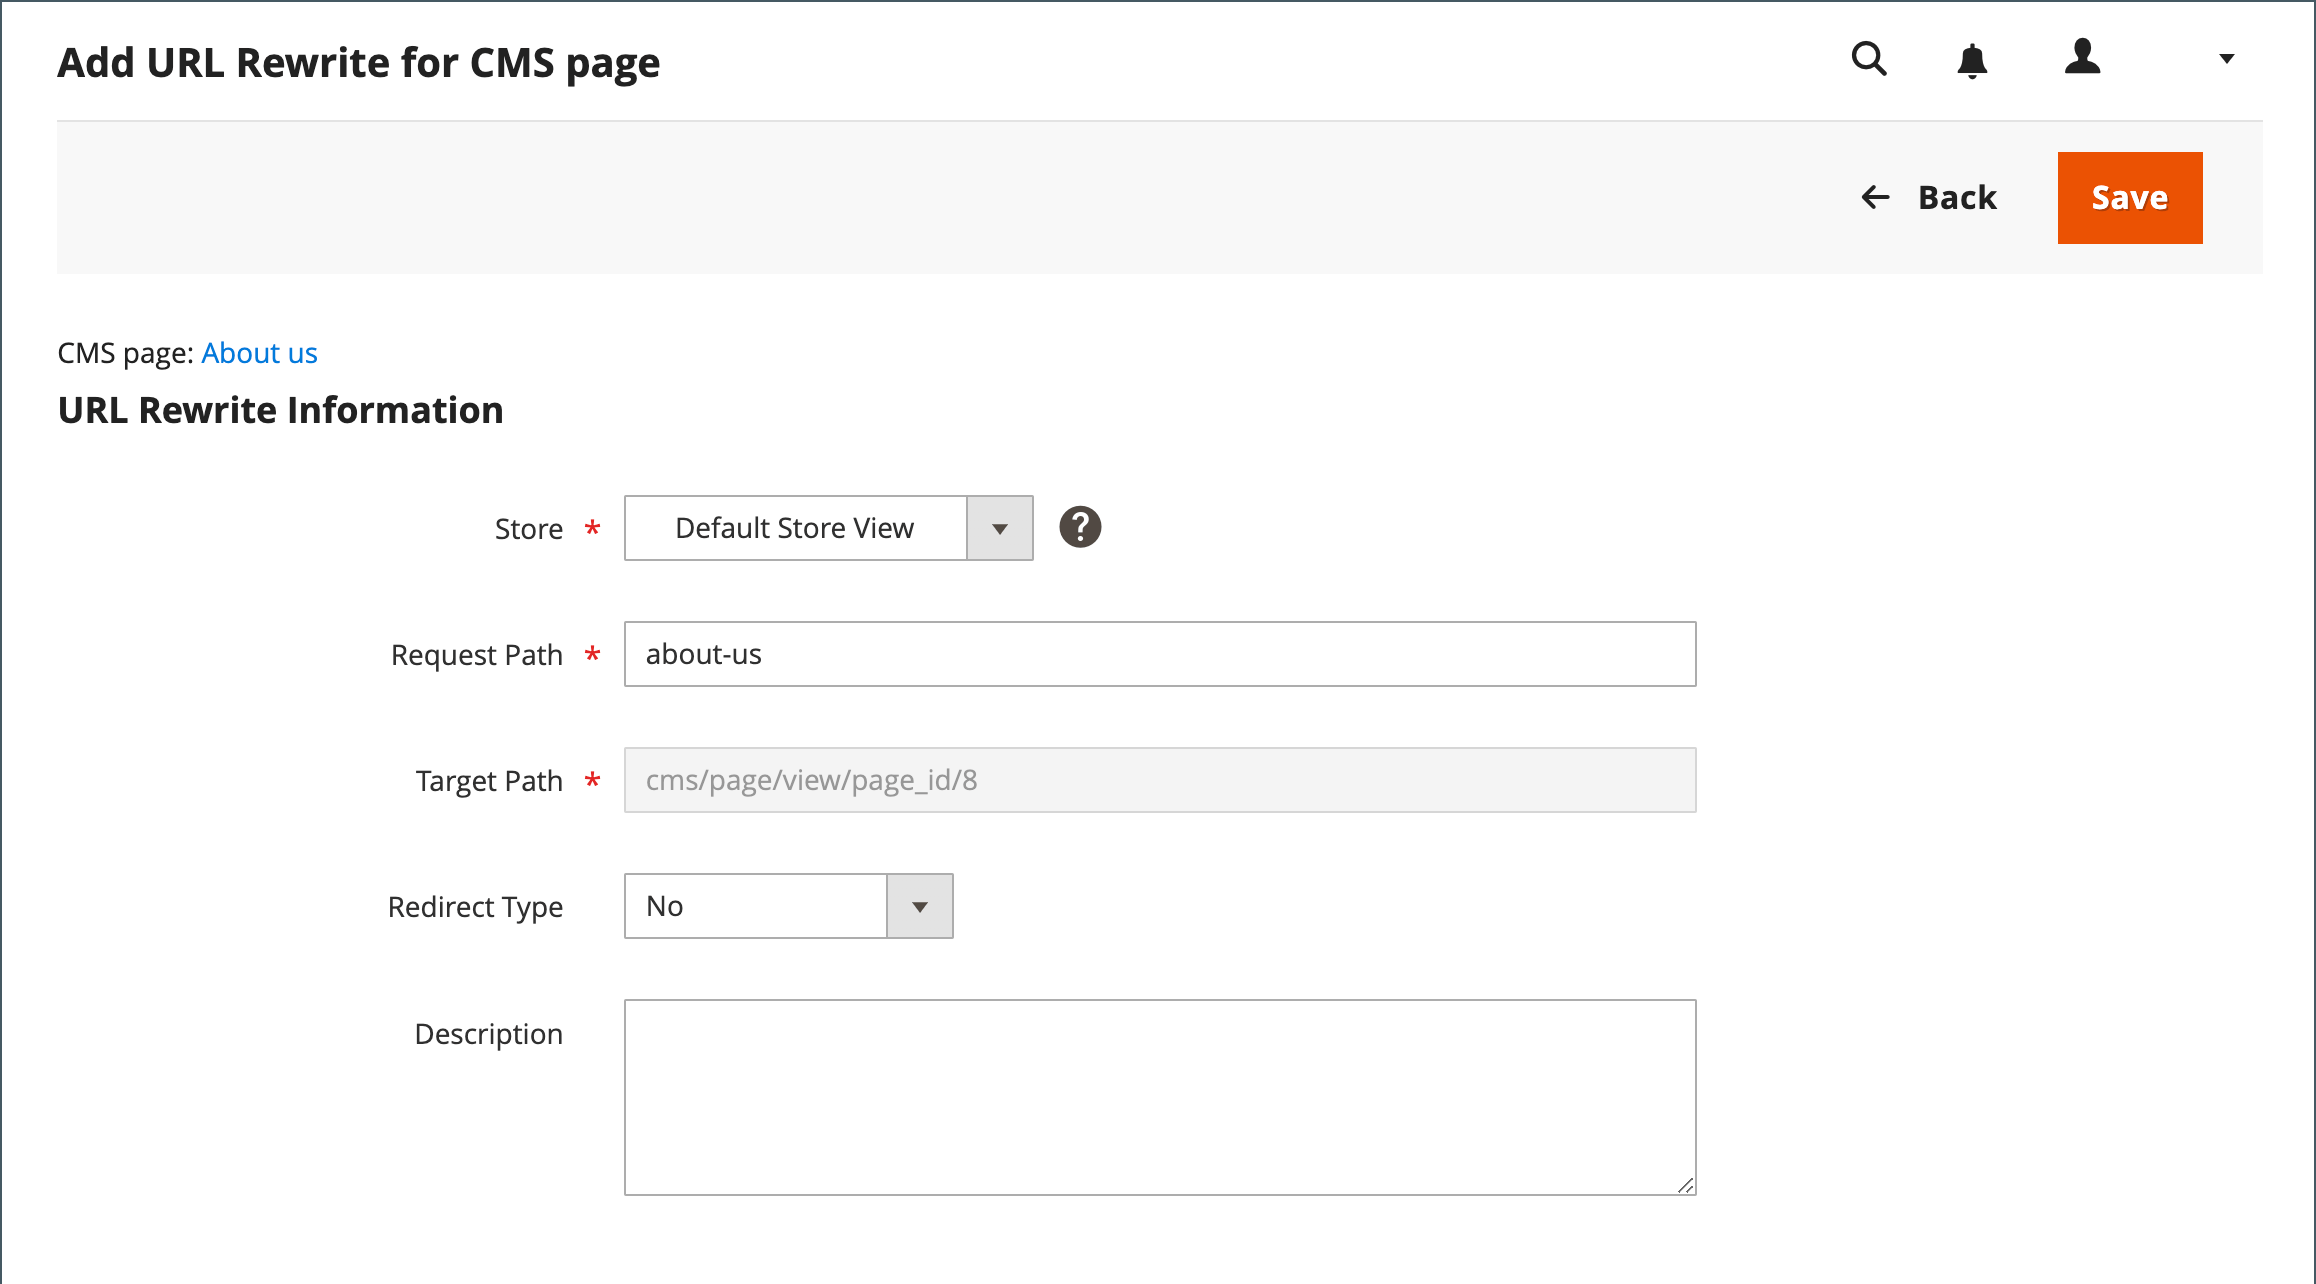 Add URL Rewrite for CMS page
Back
Save
CMS page: About us
URL Rewrite Information
Store * Default Store View ?
Request Path * about-us
Target Path * cms/page/view/page_id/8
Redirect Type No
Description